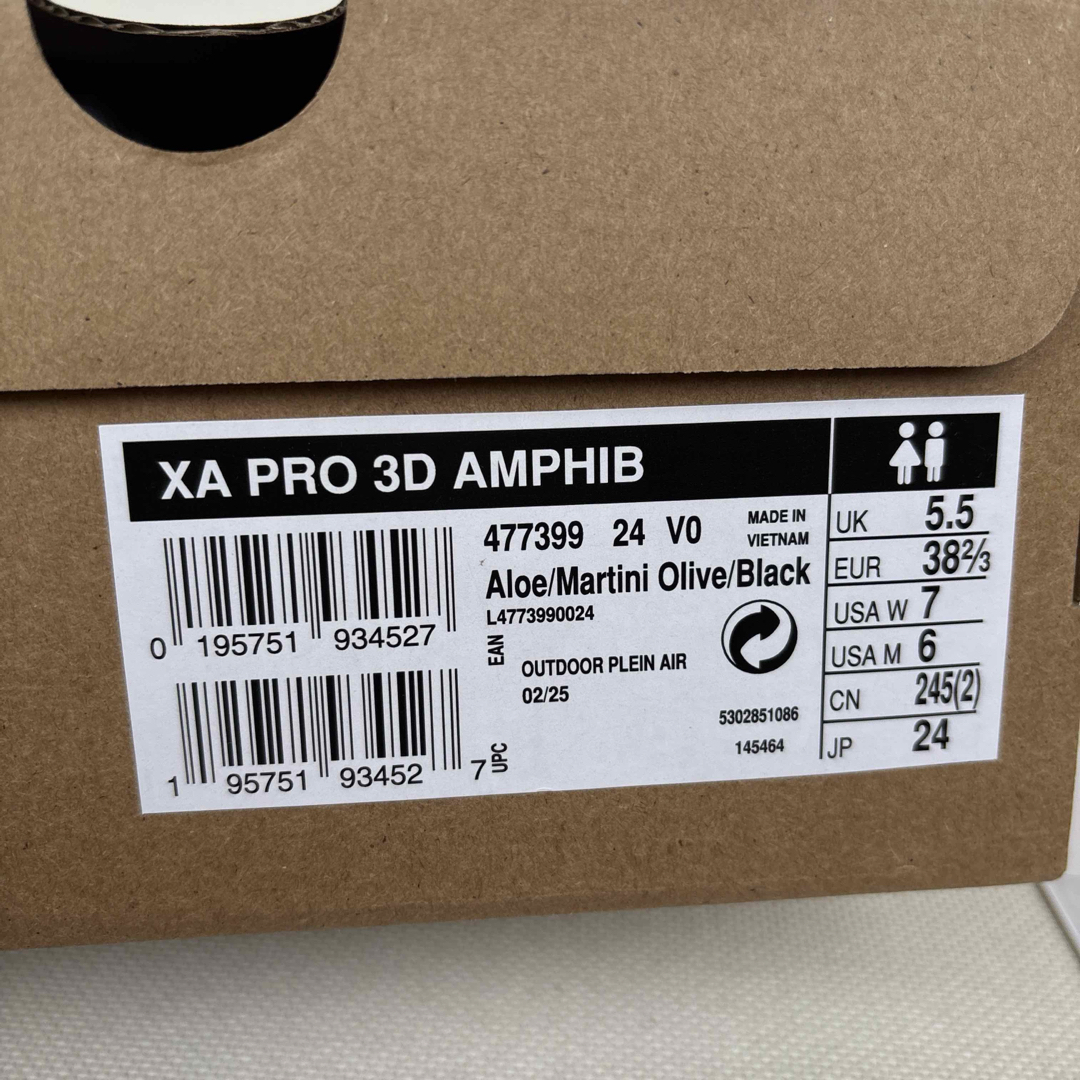 XA PRO 3D AMPHIB
477399 24 V0
MADE IN
VIETNAM
Aloe/Martini Olive/Black
L4773990024
EAN
0 195751 934527
OUTDOOR PLEIN AIR
02/25
5302851086
145464
1 95751 93452 7
UPC
UK 5.5
EUR 38⅔
USA W 7
USA M 6
CN 245(2)
JP 24